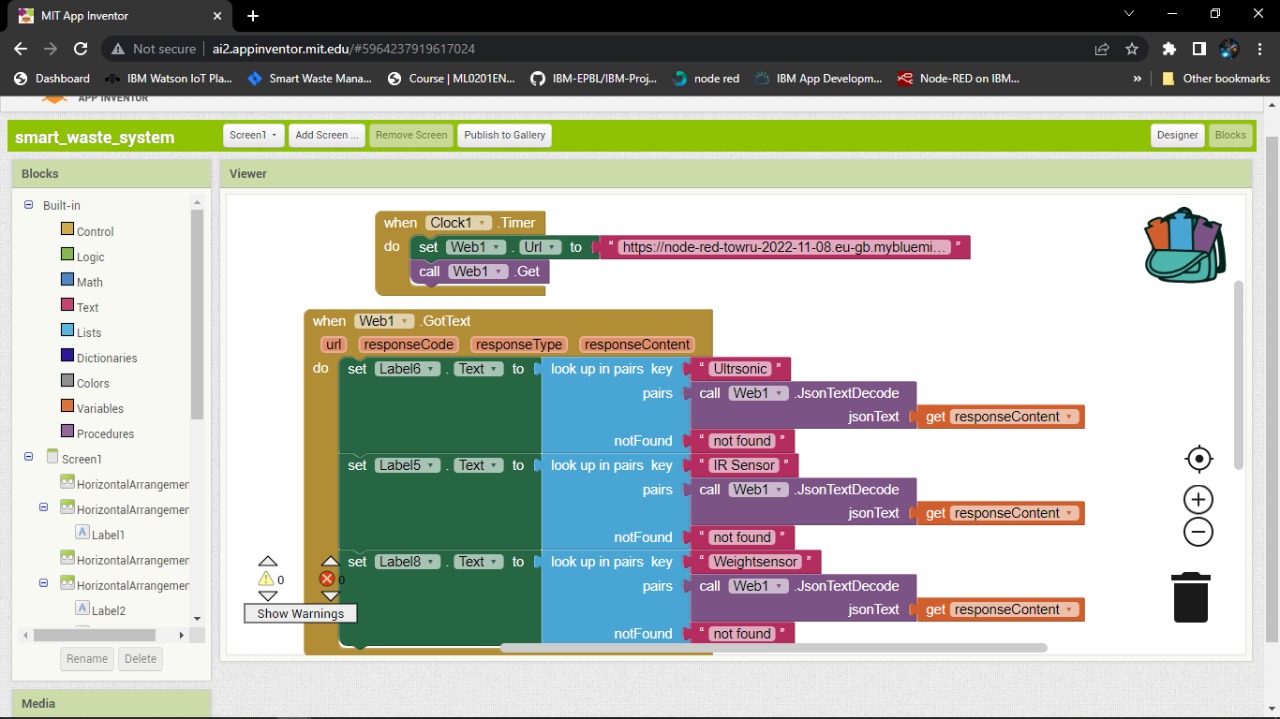 MIT App Inventor
Not secure ai2.appinventor.mit.edu/#5964237919617024
Dashboard IBM Watson IoT Pla... Smart Waste Mana... Course | ML0201EN... IBM-EPBL/IBM-Proj... node red IBM App Developm... Node-RED on IBM... » Other bookmarks
APP INVENTOR
smart_waste_system Screen1 Add Screen ... Remove Screen Publish to Gallery Designer Blocks
Blocks Viewer
Built-in
Control
Logic
Math
Text
Lists
Dictionaries
Colors
Variables
Procedures
Screen1
HorizontalArrangemer
HorizontalArrangemer
Label1
HorizontalArrangemer
HorizontalArrangemer
Label2
Rename Delete
Media
when Clock1 .Timer
do set Web1 . Url to " https://node-red-towru-2022-11-08.eu-gb.mybluemi... "
call Web1 .Get
when Web1 .GotText
url responseCode responseType responseContent
do set Label6 . Text to look up in pairs key " Ultrsonic "
pairs call Web1 .JsonTextDecode
jsonText get responseContent
notFound " not found "
set Label5 . Text to look up in pairs key " IR Sensor "
pairs call Web1 .JsonTextDecode
jsonText get responseContent
notFound " not found "
set Label8 . Text to look up in pairs key " Weightsensor "
pairs call Web1 .JsonTextDecode
jsonText get responseContent
notFound " not found "
0 0
Show Warnings